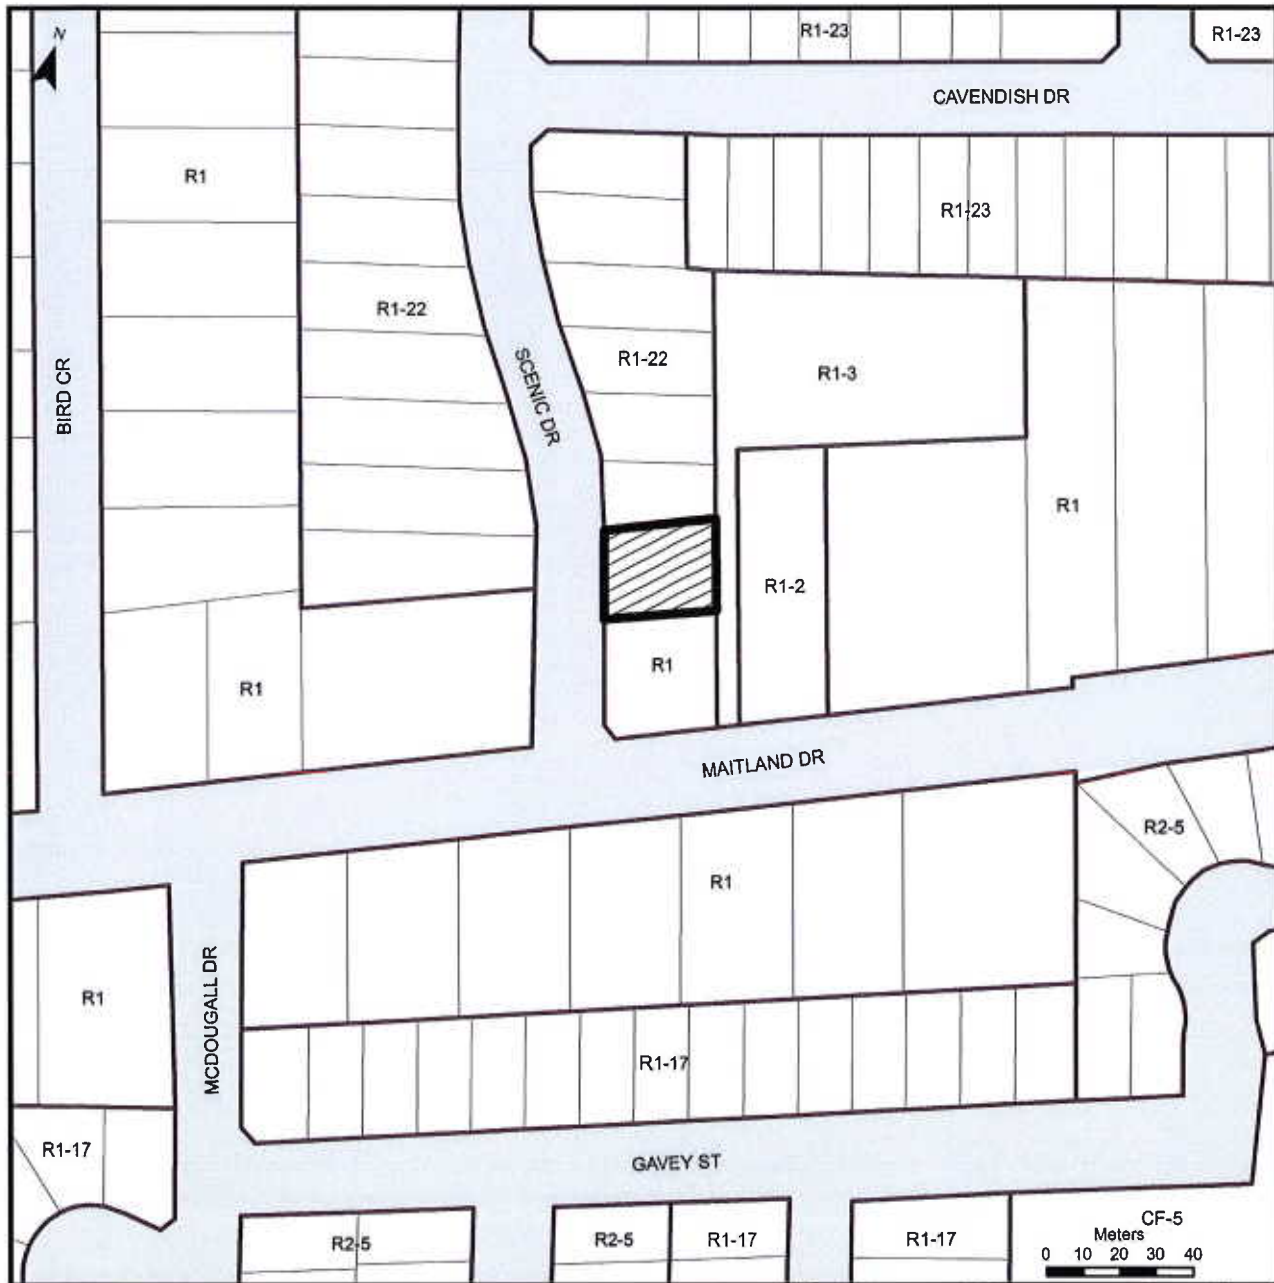 N
R1-23
R1-23
CAVENDISH DR
R1
R1-23
R1-22
R1-22
R1-3
BIRD CR
SCENIC DR
R1
R1-2
R1
R1
MAITLAND DR
R2-5
R1
R1
MCDOUGALL DR
R1-17
R1-17
GAVEY ST
R2-5
R2-5
R1-17
R1-17
CF-5
Meters
0 10 20 30 40